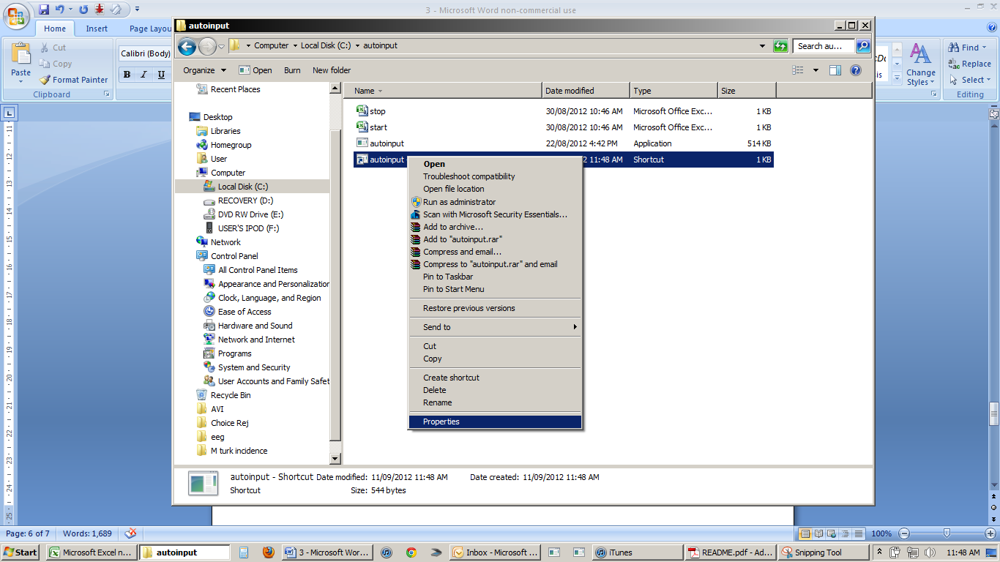 3 - Microsoft Word non-commercial use
Home Insert Page Layou
Cut
Copy
Format Painter
Paste
Clipboard
Calibri (Body)
B I U
Change Styles
Find
Replace
Select
Editing
autoinput
Computer Local Disk (C:) autoinput
Search au...
Organize Open Burn New folder
Recent Places
Desktop
Libraries
Homegroup
User
Computer
Local Disk (C:)
RECOVERY (D:)
DVD RW Drive (E:)
USER'S IPOD (F:)
Network
Control Panel
All Control Panel Items
Appearance and Personalization
Clock, Language, and Region
Ease of Access
Hardware and Sound
Network and Internet
Programs
System and Security
User Accounts and Family Safet
Recycle Bin
AVI
Choice Rej
eeg
M turk incidence
Name Date modified Type Size
stop 30/08/2012 10:46 AM Microsoft Office Exc... 1 KB
start 30/08/2012 10:46 AM Microsoft Office Exc... 1 KB
autoinput 22/08/2012 4:42 PM Application 514 KB
autoinput 2 11:48 AM Shortcut 1 KB
Open
Troubleshoot compatibility
Open file location
Run as administrator
Scan with Microsoft Security Essentials...
Add to archive...
Add to "autoinput.rar"
Compress and email...
Compress to "autoinput.rar" and email
Pin to Taskbar
Pin to Start Menu
Restore previous versions
Send to
Cut
Copy
Create shortcut
Delete
Rename
Properties
autoinput - Shortcut Date modified: 11/09/2012 11:48 AM Date created: 11/09/2012 11:48 AM
Shortcut Size: 544 bytes
Page: 6 of 7 Words: 1,689 100%
Start Microsoft Excel n... autoinput 3 - Microsoft Wor... Inbox - Microsoft ... iTunes README.pdf - Ad... Snipping Tool 11:48 AM